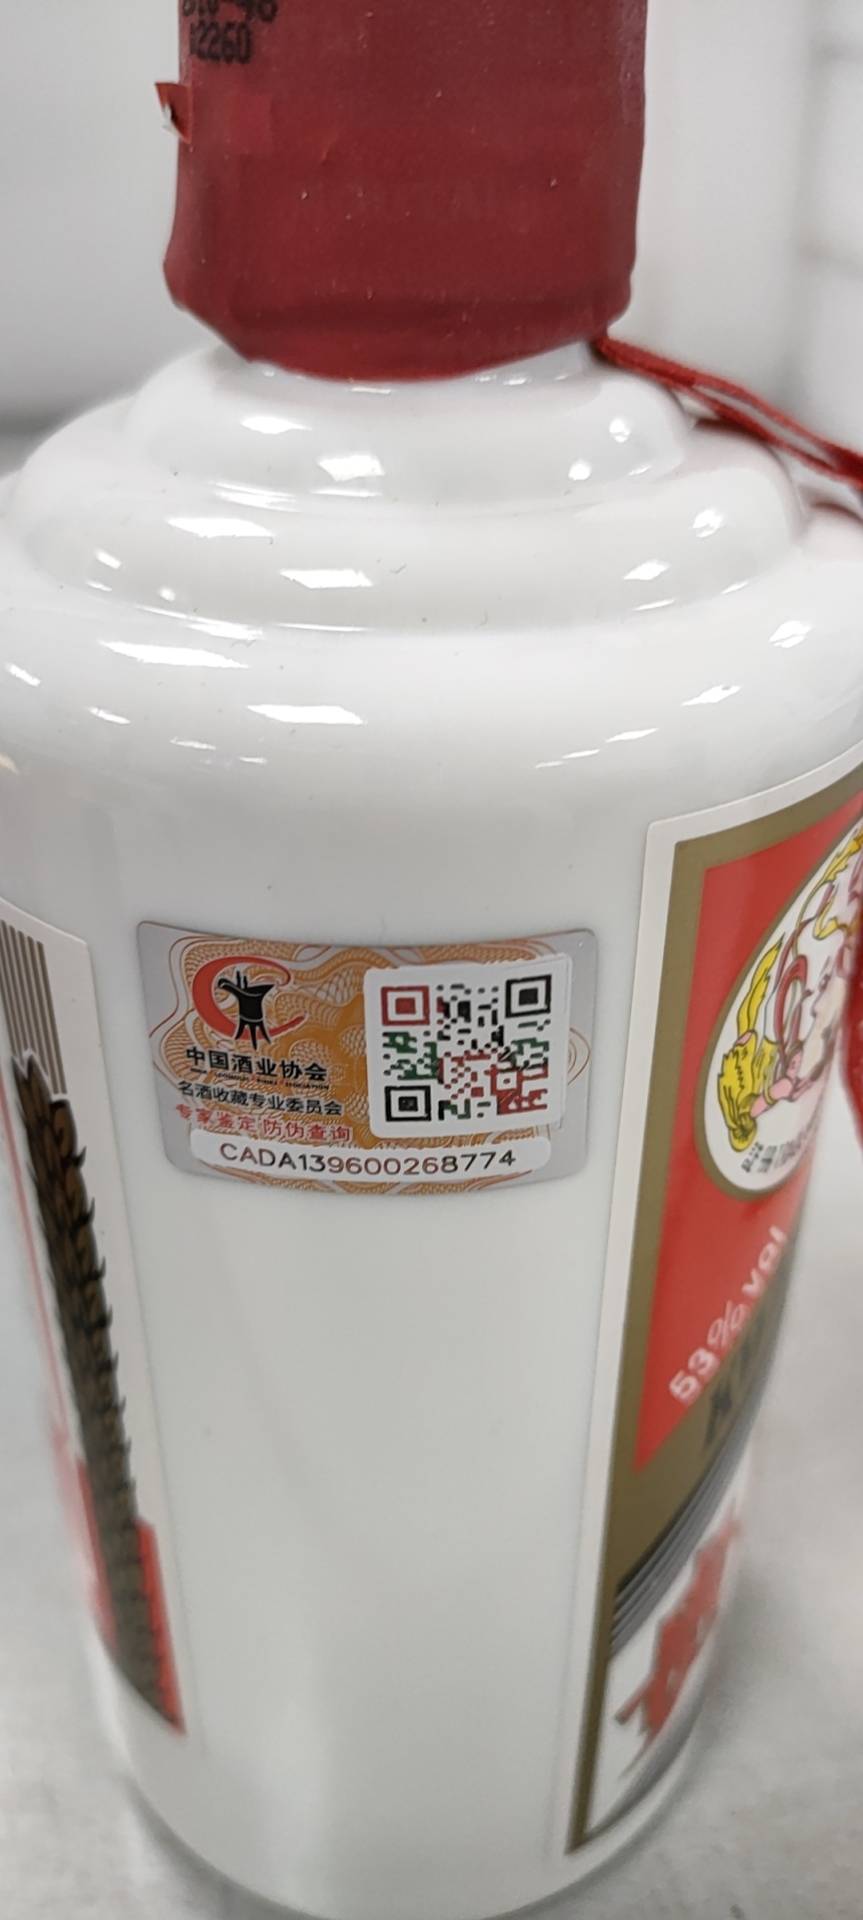 02260
中国酒业协会
名酒收藏专业委员会
专家鉴定 防伪查询
CADA139600268774
53% vol